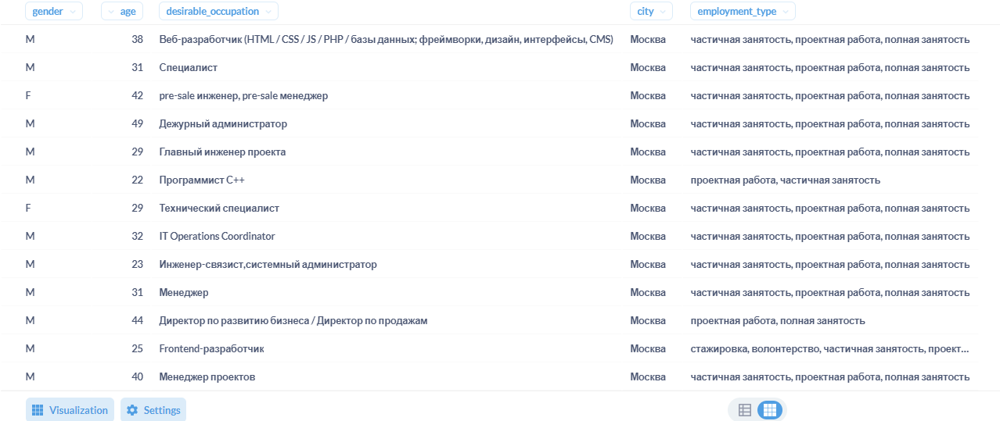 gender age desirable_occupation city employment_type
M 38 Веб-разработчик (HTML / CSS / JS / PHP / базы данных; фреймворки, дизайн, интерфейсы, CMS) Москва частичная занятость, проектная работа, полная занятость
M 31 Специалист Москва частичная занятость, проектная работа, полная занятость
F 42 pre-sale инженер, pre-sale менеджер Москва частичная занятость, проектная работа, полная занятость
M 49 Дежурный администратор Москва частичная занятость, проектная работа, полная занятость
M 29 Главный инженер проекта Москва частичная занятость, проектная работа, полная занятость
M 22 Программист C++ Москва проектная работа, частичная занятость
F 29 Технический специалист Москва частичная занятость, проектная работа, полная занятость
M 32 IT Operations Coordinator Москва частичная занятость, проектная работа, полная занятость
M 23 Инженер-связист,системный администратор Москва частичная занятость, проектная работа, полная занятость
M 31 Менеджер Москва частичная занятость, проектная работа, полная занятость
M 44 Директор по развитию бизнеса / Директор по продажам Москва проектная работа, полная занятость
M 25 Frontend-разработчик Москва стажировка, волонтерство, частичная занятость, проект...
M 40 Менеджер проектов Москва частичная занятость, проектная работа, полная занятость
Visualization Settings